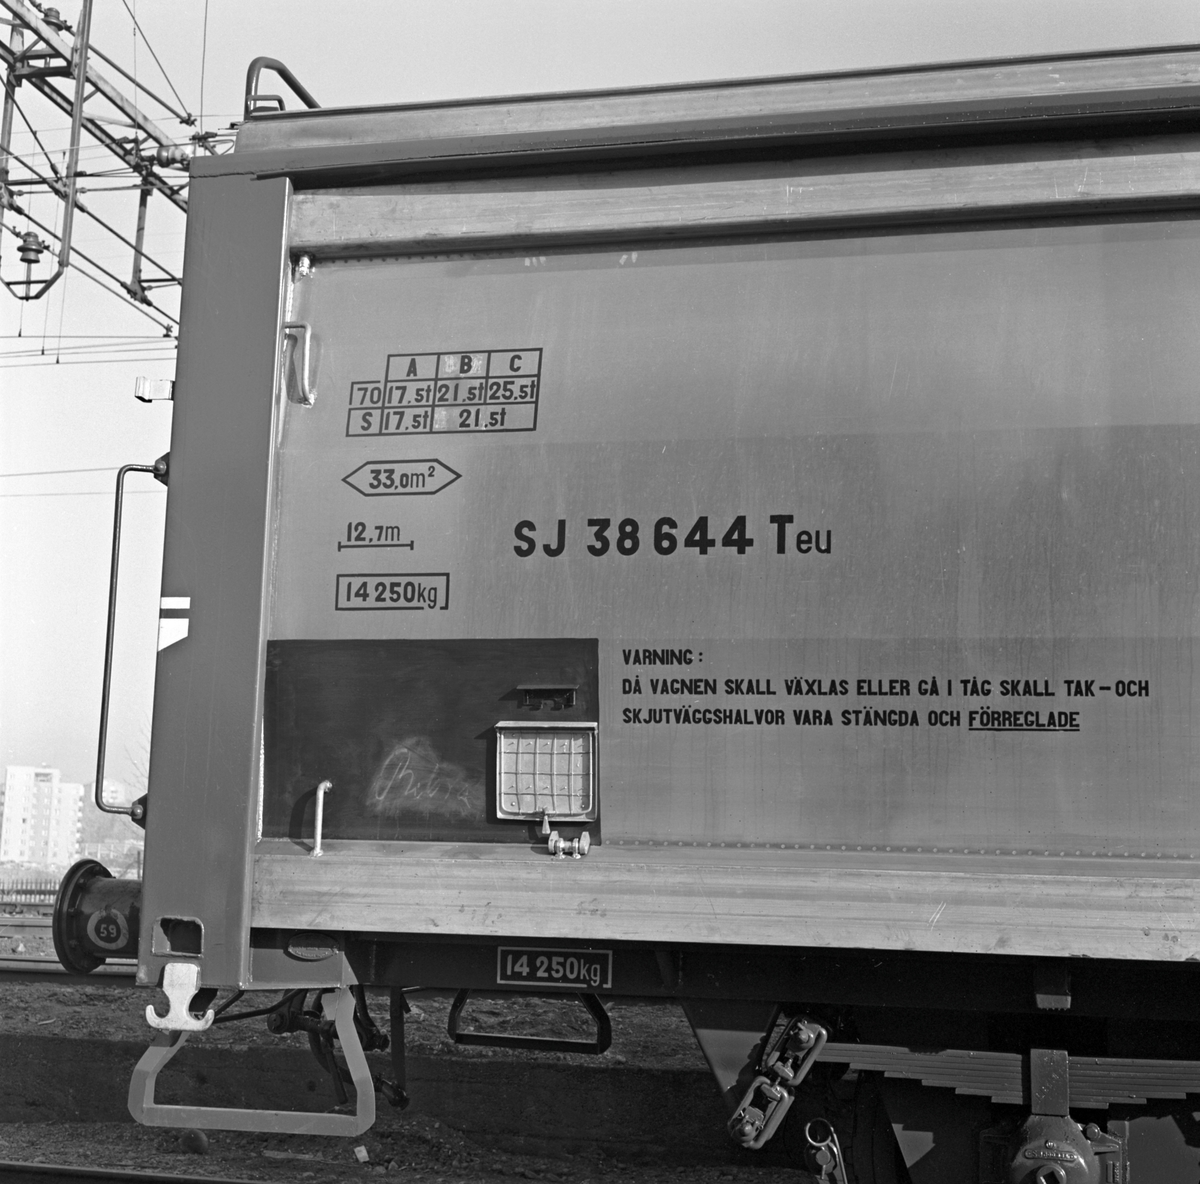 A B C
70 17,5t 21,5t 25,5t
S 17,5t 21,5t
33,0m²
12,7m
SJ 38 644 Teu
14 250kg
VARNING:
DÅ VAGNEN SKALL VÄXLAS ELLER GÅ I TÅG SKALL TAK-OCH
SKJUTVÄGGSHALVOR VARA STÄNGDA OCH FÖRREGLADE
59
14 250kg